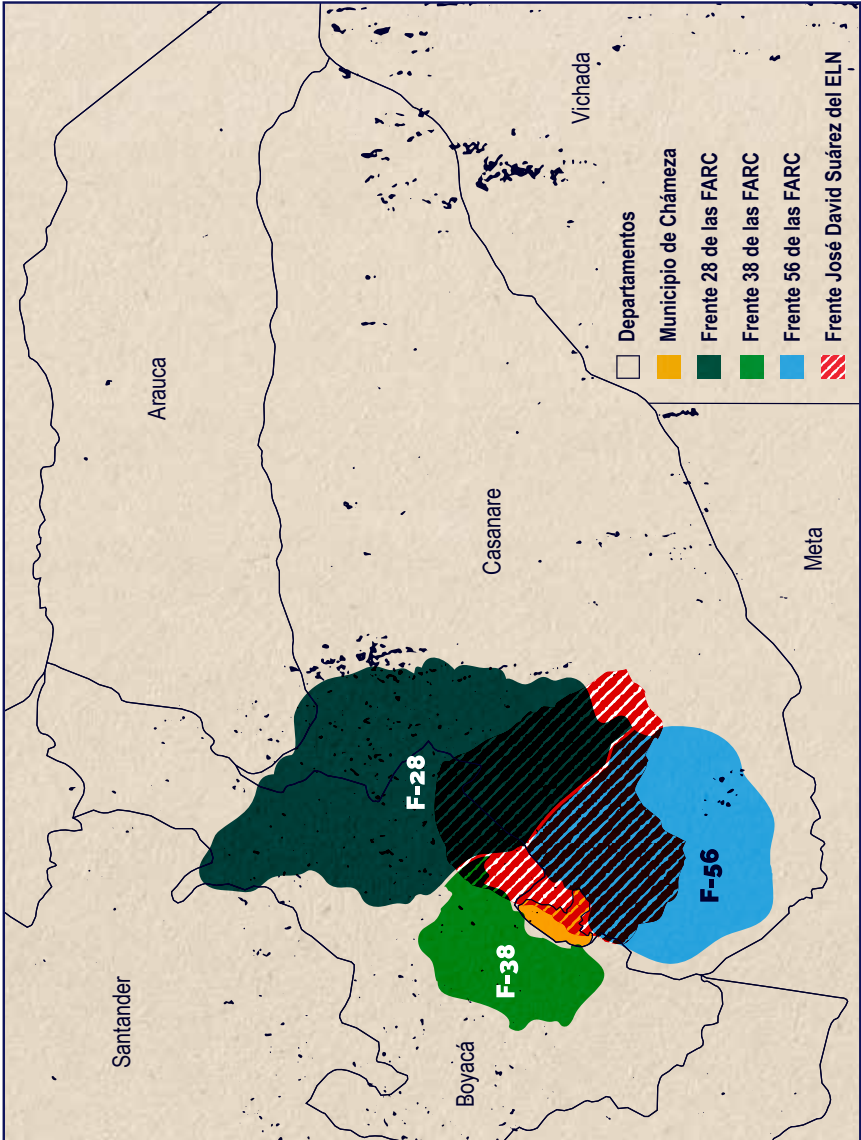 Santander
Arauca
Boyacá
Casanare
Vichada
Meta
F-28
F-38
F-56
Departamentos
Municipio de Chámeza
Frente 28 de las FARC
Frente 38 de las FARC
Frente 56 de las FARC
Frente José David Suárez del ELN